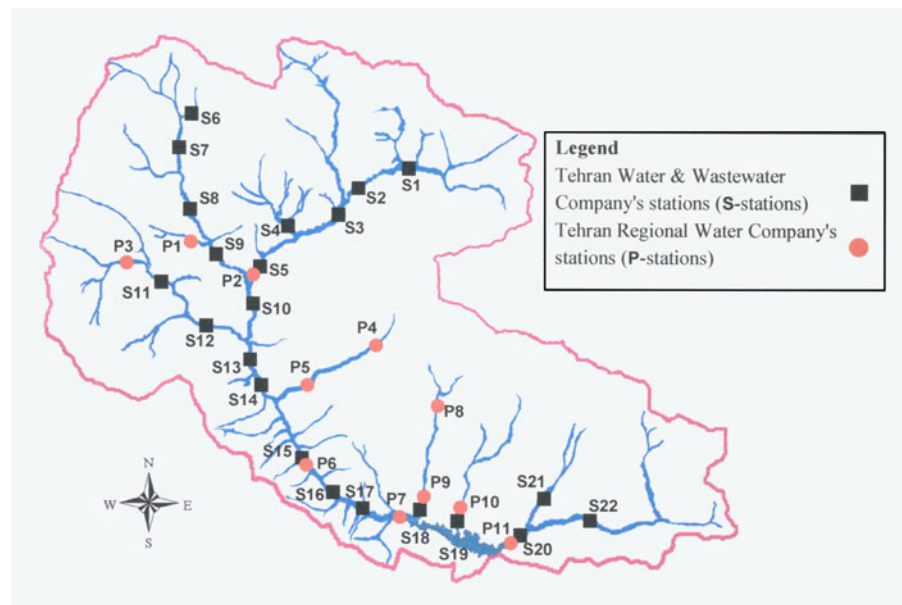 S6
S7
S1
S2
S8
S3
S4
P1
S9
P3
S5
P2
S11
S10
S12
P4
S13
P5
S14
P8
S15
P6
S16
S17
P9
P7
P10
S21
S22
S18
P11
S19
S20
N
W
E
S
Legend
Tehran Water & Wastewater
Company's stations (S-stations)
Tehran Regional Water Company's
stations (P-stations)